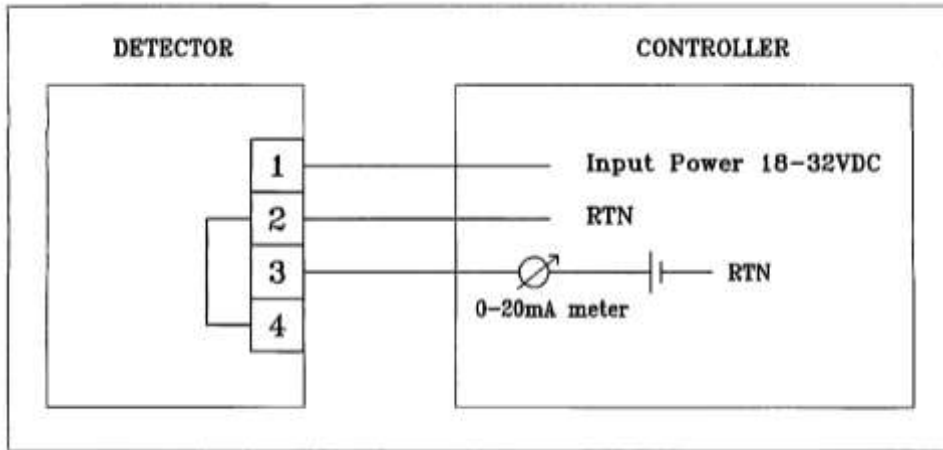 DETECTOR
CONTROLLER
1
Input Power 18-32VDC
2
RTN
3
RTN
0-20mA meter
4